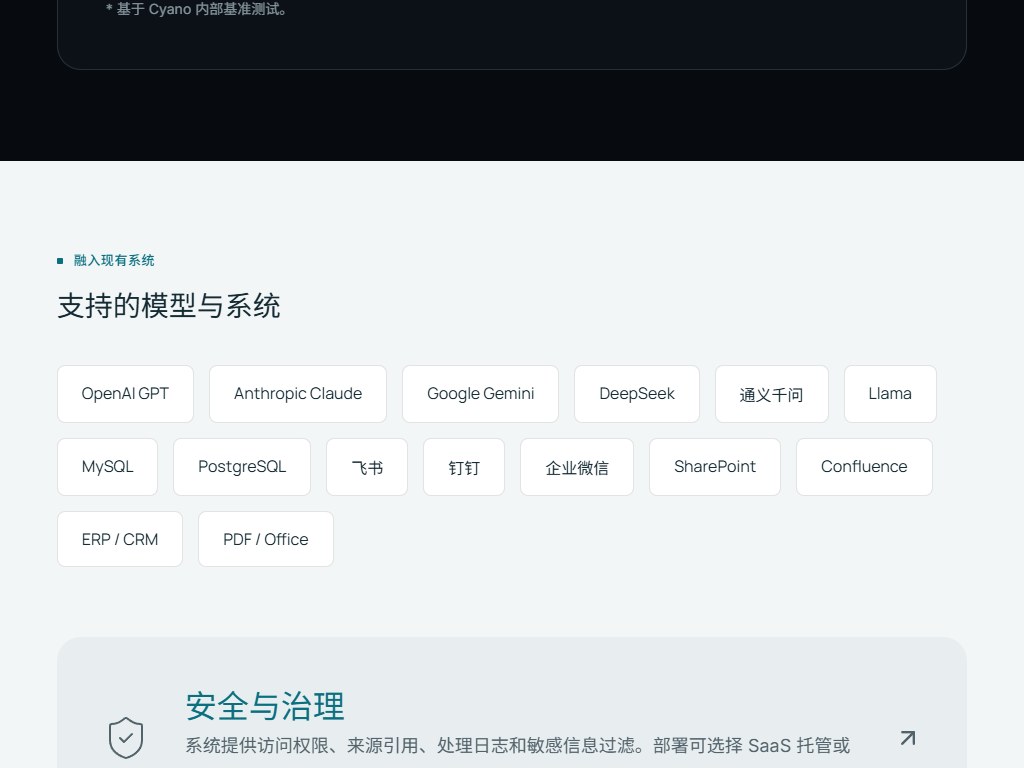 * 基于 Cyano 内部基准测试。
融入现有系统
支持的模型与系统
OpenAI GPT
Anthropic Claude
Google Gemini
DeepSeek
通义千问
Llama
MySQL
PostgreSQL
飞书
钉钉
企业微信
SharePoint
Confluence
ERP / CRM
PDF / Office
安全与治理
系统提供访问权限、来源引用、处理日志和敏感信息过滤。部署可选择 SaaS 托管或